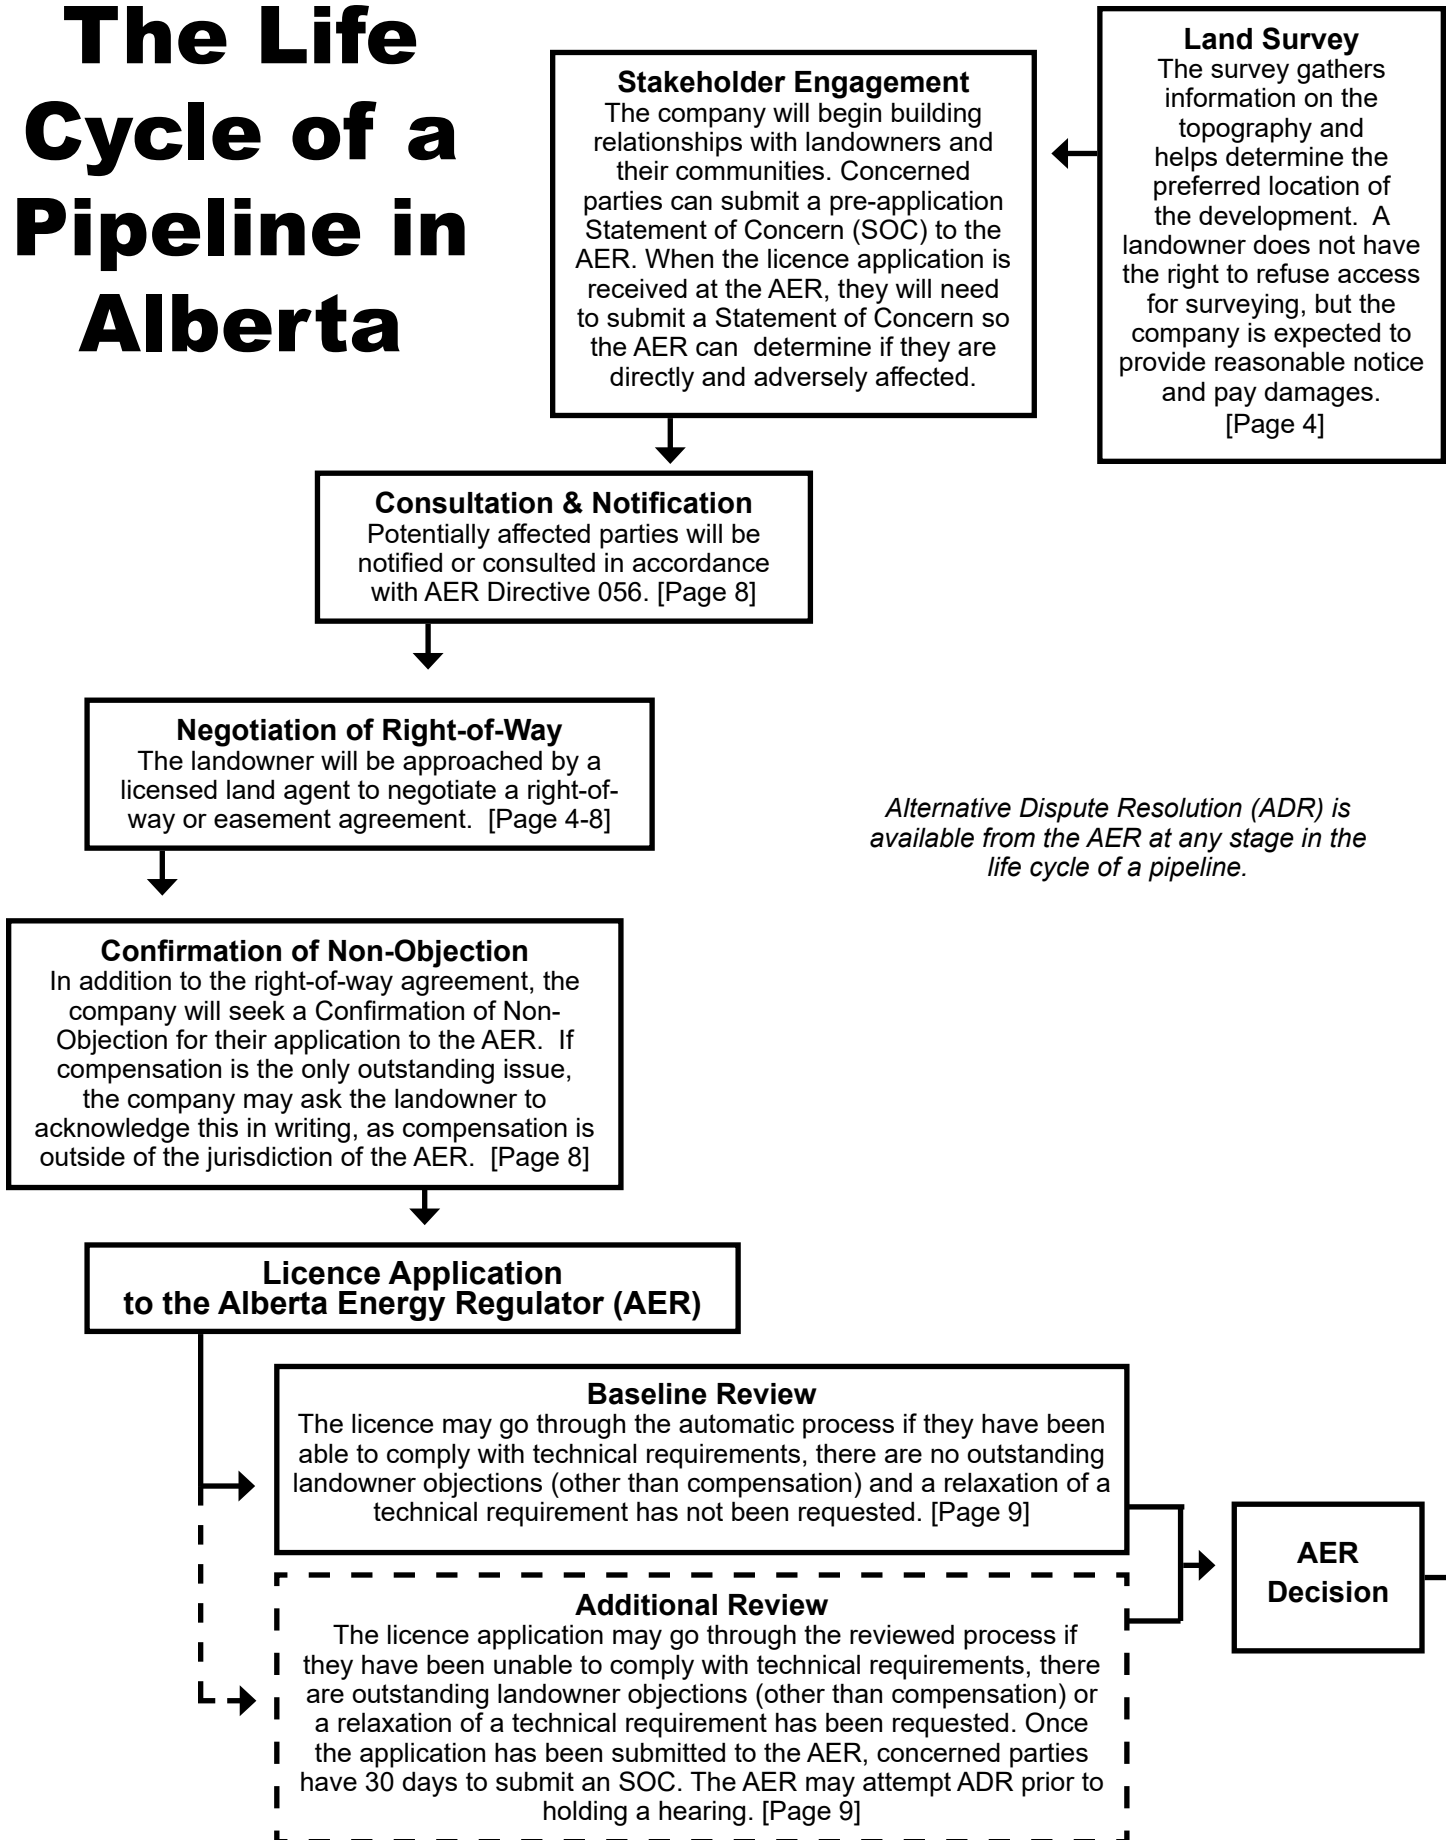 The Life
Cycle of a
Pipeline in
Alberta
Land Survey
The survey gathers
information on the
topography and
helps determine the
preferred location of
the development.  A
landowner does not have
the right to refuse access
for surveying, but the
company is expected to
provide reasonable notice
and pay damages.
[Page 4]
Stakeholder Engagement
The company will begin building
relationships with landowners and
their communities. Concerned
parties can submit a pre-application
Statement of Concern (SOC) to the
AER. When the licence application is
received at the AER, they will need
to submit a Statement of Concern so
the AER can  determine if they are
directly and adversely affected.
Consultation & Notification
Potentially affected parties will be
notified or consulted in accordance
with AER Directive 056. [Page 8]
Negotiation of Right-of-Way
The landowner will be approached by a
licensed land agent to negotiate a right-of-
way or easement agreement.  [Page 4-8]
Alternative Dispute Resolution (ADR) is
available from the AER at any stage in the
life cycle of a pipeline.
Confirmation of Non-Objection
In addition to the right-of-way agreement, the
company will seek a Confirmation of Non-
Objection for their application to the AER.  If
compensation is the only outstanding issue,
the company may ask the landowner to
acknowledge this in writing, as compensation is
outside of the jurisdiction of the AER.  [Page 8]
Licence Application
to the Alberta Energy Regulator (AER)
Baseline Review
The licence may go through the automatic process if they have been
able to comply with technical requirements, there are no outstanding
landowner objections (other than compensation) and a relaxation of a
technical requirement has not been requested. [Page 9]
Additional Review
The licence application may go through the reviewed process if
they have been unable to comply with technical requirements, there
are outstanding landowner objections (other than compensation) or
a relaxation of a technical requirement has been requested. Once
the application has been submitted to the AER, concerned parties
have 30 days to submit an SOC. The AER may attempt ADR prior to
holding a hearing. [Page 9]
AER
Decision